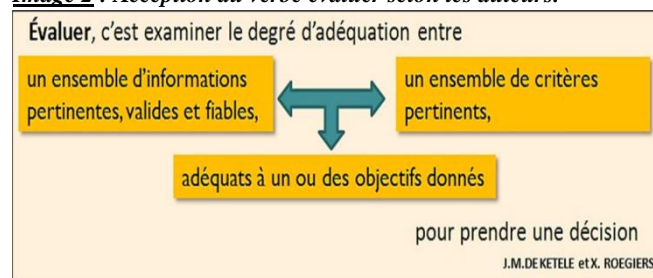 Image 2 : Acception du verbe évaluer selon les auteurs.
Évaluer, c'est examiner le degré d'adéquation entre
un ensemble d'informations
pertinentes, valides et fiables,
un ensemble de critères
pertinents,
adéquats à un ou des objectifs donnés
pour prendre une décision
J.M.DEKETELE et X. ROEGIERS